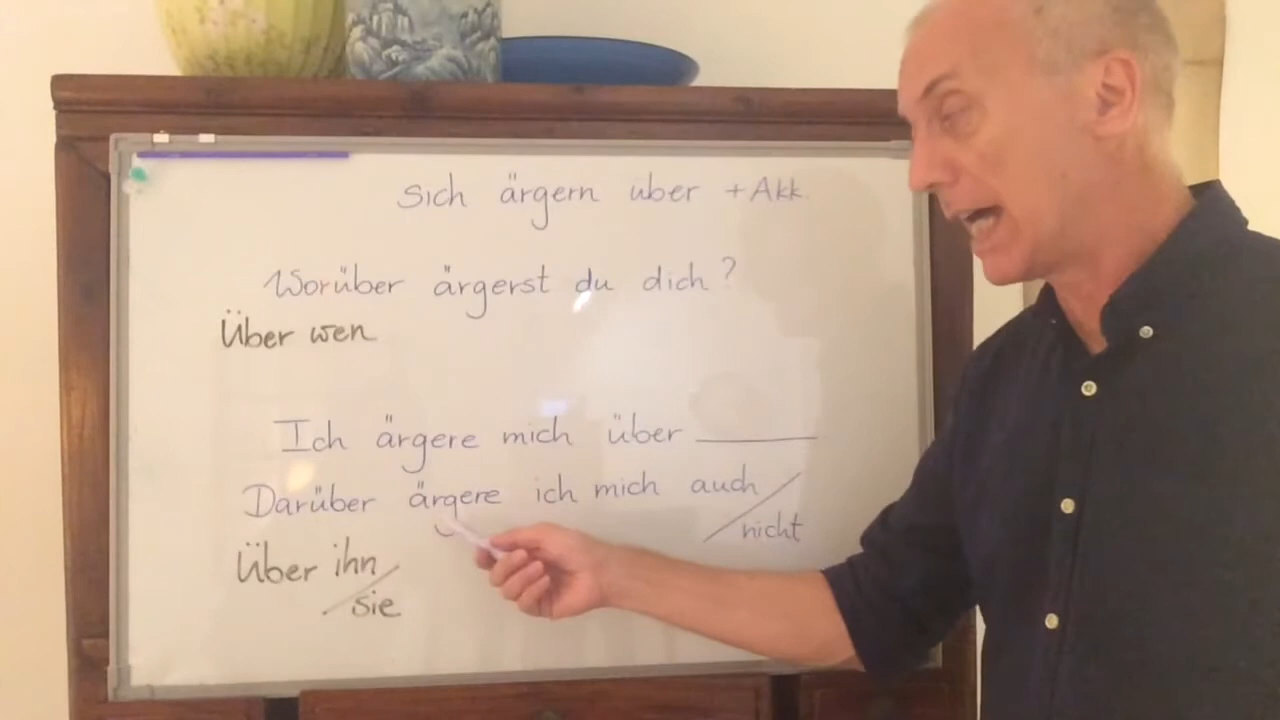 Sich ärgern über + Akk.
Worüber ärgerst du dich?
Über wen
Ich ärgere mich über ______
Darüber ärgere ich mich auch / nicht
Über ihn / sie